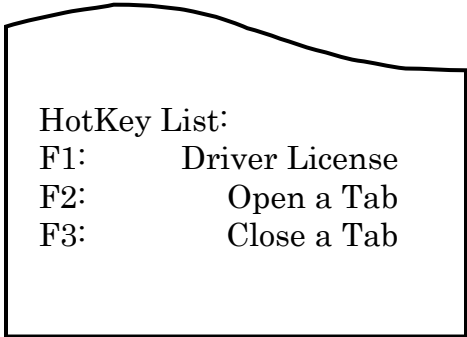 HotKey List:
F1: Driver License
F2: Open a Tab
F3: Close a Tab